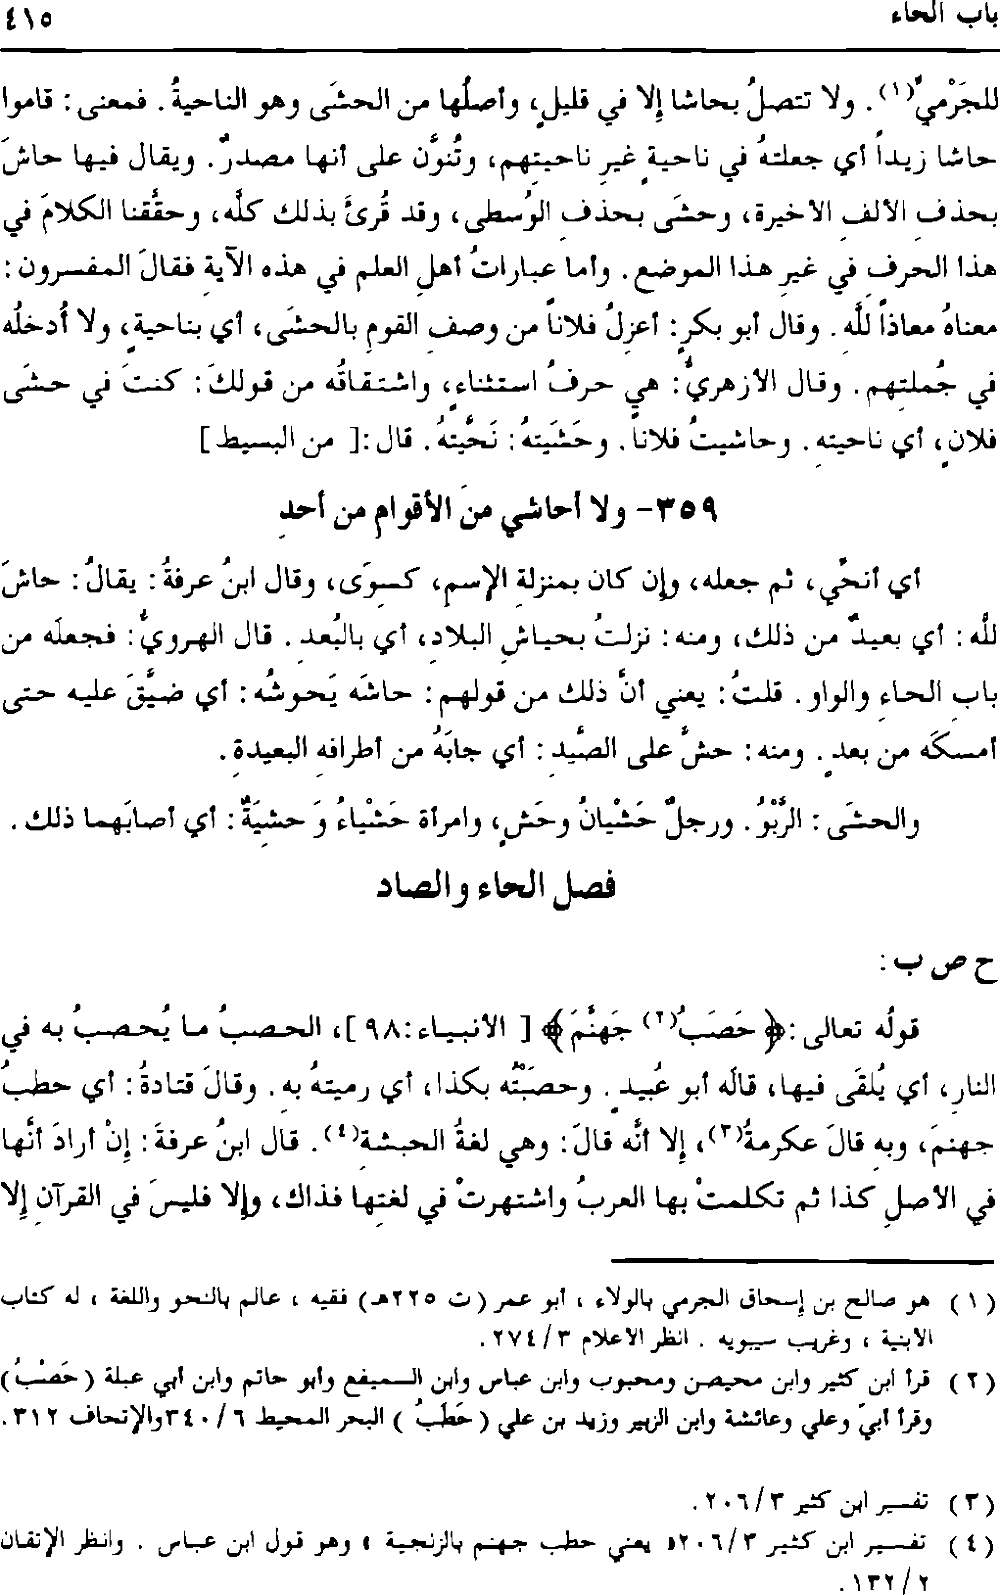 باب الحاء ٤١٥
للجَرْميِّ(١). ولا تتصلُ بحاشا إلا في قليلٍ، وأصلُها من الحشَى وهو الناحيةُ. فمعنى: قاموا
حاشا زيداً أي جعلتهُ في ناحيةٍ غيرِ ناحيتِهم، وتُنوَّن على أنها مصدرٌ. ويقال فيها حاشَ
بحذفِ الألفِ الأخيرة، وحشَى بحذفِ الوُسطى، وقد قُرئَ بذلك كلِّه، وحقَّقنا الكلامَ في
هذا الحرفِ في غيرِ هذا الموضعِ. وأما عباراتُ أهلِ العلمِ في هذه الآيةِ فقالَ المفسرون:
معناهُ معاذاً للهِ. وقال أبو بكرٍ: أعزِلُ فلاناً من وصفِ القومِ بالحشَى، أي بناحيةٍ، ولا أُدخلُه
في جُملتِهم. وقال الأزهريُّ: هي حرفُ استثناءٍ، واشتقاقُه من قولكَ: كنتَ في حشَى
فلانٍ، أي ناحيتِه. وحاشيتُ فلاناً. وحَشَيتهُ: نَحَّيتهُ. قال:[ من البسيط]
٣٥٩- ولا أحاشي منَ الأقوام من أحدِ
أي أنحِّي، ثم جعله، وإن كان بمنزلةِ الإسمِ، كسوَى، وقال ابنُ عرفةُ: يقالُ: حاشَ
للَّه: أي بعيدٌ من ذلك، ومنه: نزلتُ بحياشِ البلادِ، أي بالبُعدِ. قال الهرويُّ: فجعلَه من
بابِ الحاءِ والواوِ. قلتُ: يعني أنَّ ذلك من قولهم: حاشَه يَحوشُه: أي ضيَّقَ عليه حتى
أمسكَه من بعدٍ. ومنه: حشَّ على الصَّيدِ: أي جابَهُ من أطرافِه البعيدةِ.
والحشَى: الرَّبْوُ. ورجلٌ حَشْيانُ وحَشٍ، وامرأة حَشْياءُ وَ حشيَةٌ: أي أصابَهما ذلك.
فصل الحاء والصاد
ح ص ب:
قولُه تعالى:﴿ حَصَبُ(٢) جَهنَّمَ﴾ [ الأنبياء:٩٨]، الحصبُ ما يُحصبُ به في
النارِ، أي يُلقَى فيها، قالَه أبو عُبيدٍ. وحصَبْتُه بكذا، أي رميتهُ بهِ. وقالَ قتادةُ: أي حطبُ
جهنمَ، وبهِ قالَ عكرمةُ(٣)، إلا أنَّه قالَ: وهي لغةُ الحبشةِ(٤). قال ابنُ عرفةَ: إنْ أرادَ أنَّها
في الأصلِ كذا ثم تكلمتْ بها العربُ واشتهرتْ في لغتِها فذاك، وإلا فليسَ في القرآنِ إلا
(١) هو صالح بن إسحاق الجرمي بالولاء ، أبو عمر (ت ٢٢٥هـ) فقيه ، عالم بالنحو واللغة ، له كتاب
الأبنية ، وغريب سيبويه . انظر الأعلام ٢٧٤/٣.
(٢) قرأ ابن كثير وابن محيصن ومحبوب وابن عباس وابن السميفع وأبو حاتم وابن أبي عبلة (حَصْبُ)
وقرأ أبيّ وعلي وعائشة وابن الزبير وزيد بن علي ( حَطَبُ ) البحر المحيط ٣٤٠/٦ والإتحاف ٣١٢.
(٣) تفسير ابن كثير ٢٠٦/٣.
(٤) تفسير ابن كثير ٢٠٦/٣« يعني حطب جهنم بالزنجية » وهو قول ابن عباس . وانظر الإتقان
١٣٢/٢.